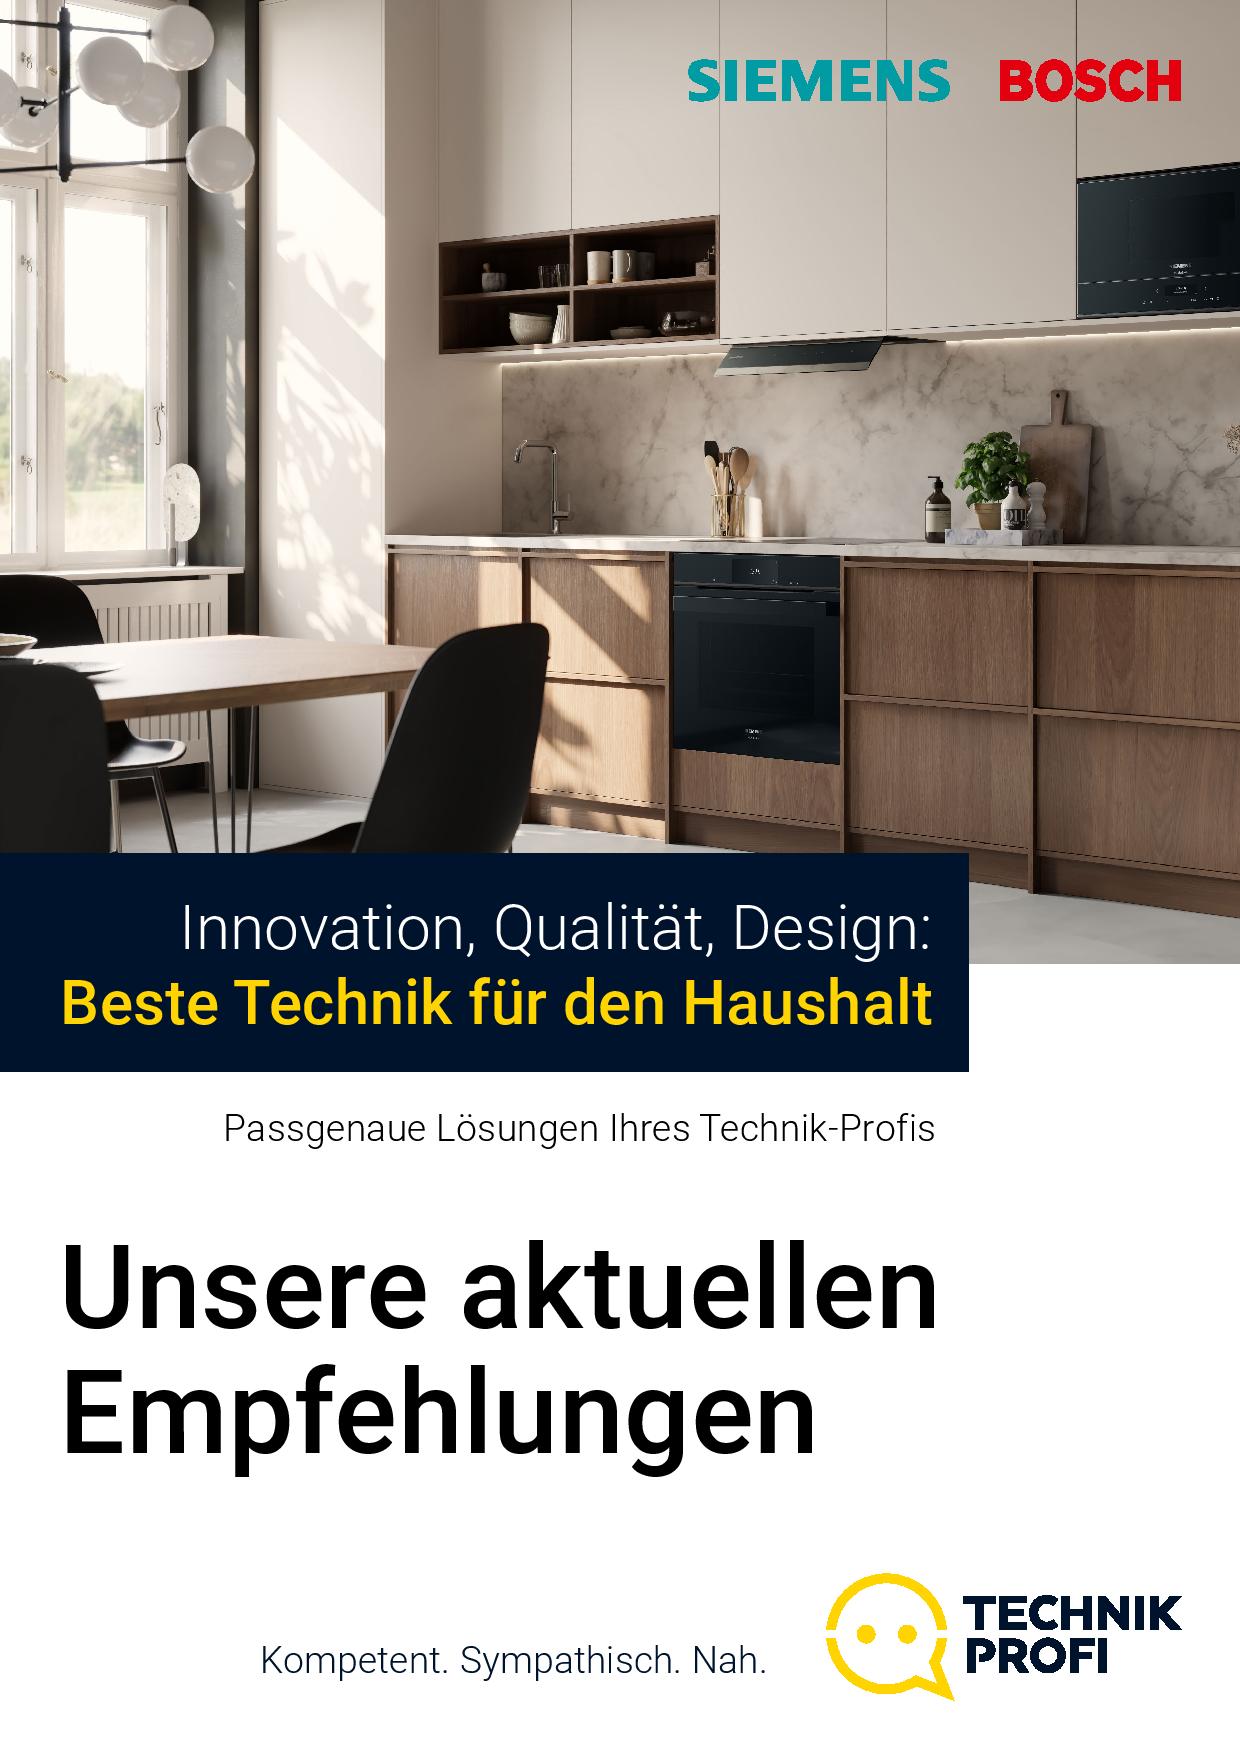 SIEMENS BOSCH
Innovation, Qualität, Design:
Beste Technik für den Haushalt
Passgenaue Lösungen Ihres Technik-Profis
Unsere aktuellen
Empfehlungen
Kompetent. Sympathisch. Nah.
TECHNIK
PROFI